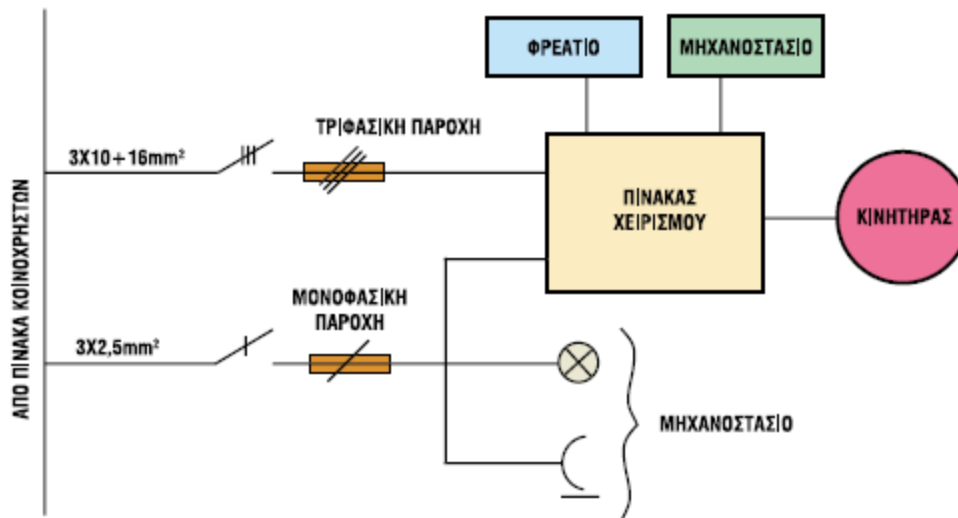 ΦΡΕΑΤΙΟ
ΜΗΧΑΝΟΣΤΑΣΙΟ
ΤΡΙΦΑΣΙΚΗ ΠΑΡΟΧΗ
3Χ10+16mm²
ΠΙΝΑΚΑΣ
ΧΕΙΡΙΣΜΟΥ
ΚΙΝΗΤΗΡΑΣ
ΑΠΟ ΠΙΝΑΚΑ ΚΟΙΝΟΧΡΗΣΤΩΝ
ΜΟΝΟΦΑΣΙΚΗ
ΠΑΡΟΧΗ
3Χ2,5mm²
ΜΗΧΑΝΟΣΤΑΣΙΟ